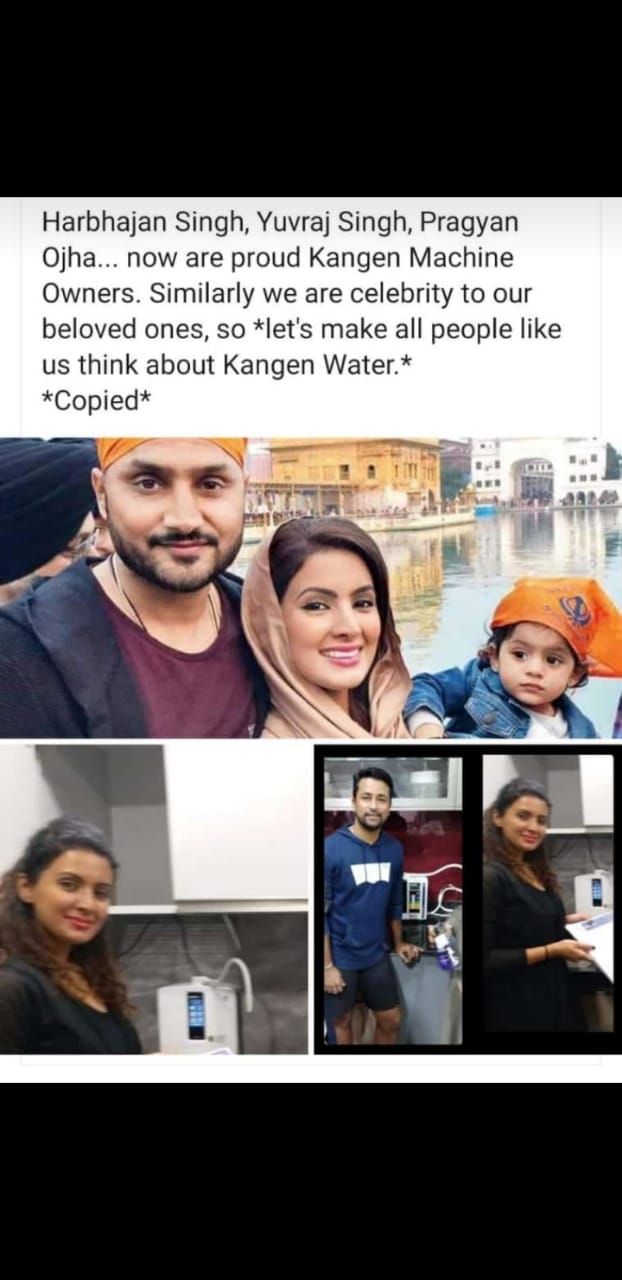 Harbhajan Singh, Yuvraj Singh, Pragyan
Ojha... now are proud Kangen Machine
Owners. Similarly we are celebrity to our
beloved ones, so *let's make all people like
us think about Kangen Water.*
*Copied*